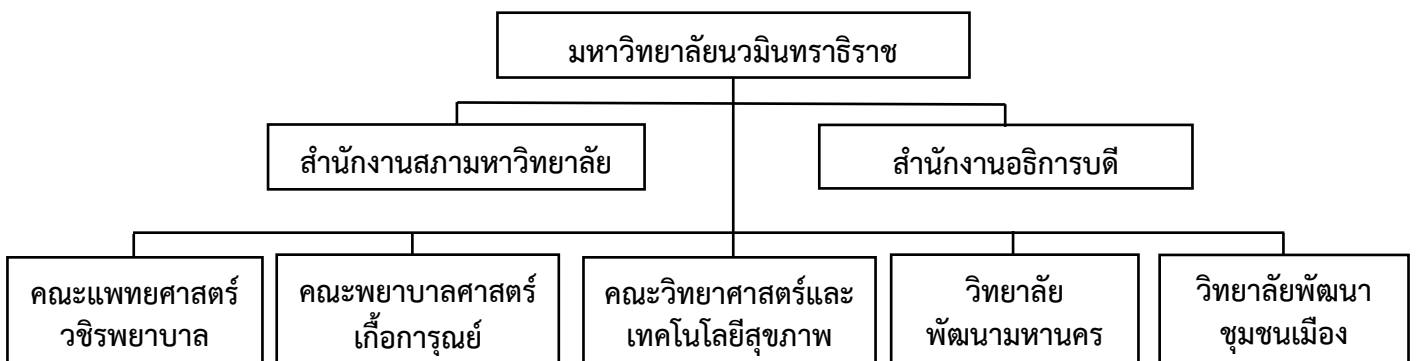 มหาวิทยาลัยนวมินทราธิราช
สำนักงานสภามหาวิทยาลัย
สำนักงานอธิการบดี
คณะแพทยศาสตร์
วชิรพยาบาล
คณะพยาบาลศาสตร์
เกื้อการุณย์
คณะวิทยาศาสตร์และ
เทคโนโลยีสุขภาพ
วิทยาลัย
พัฒนามหานคร
วิทยาลัยพัฒนา
ชุมชนเมือง